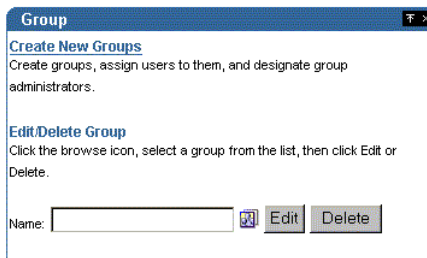 Group
Create New Groups
Create groups, assign users to them, and designate group
administrators.
Edit/Delete Group
Click the browse icon, select a group from the list, then click Edit or
Delete.
Name: Edit Delete